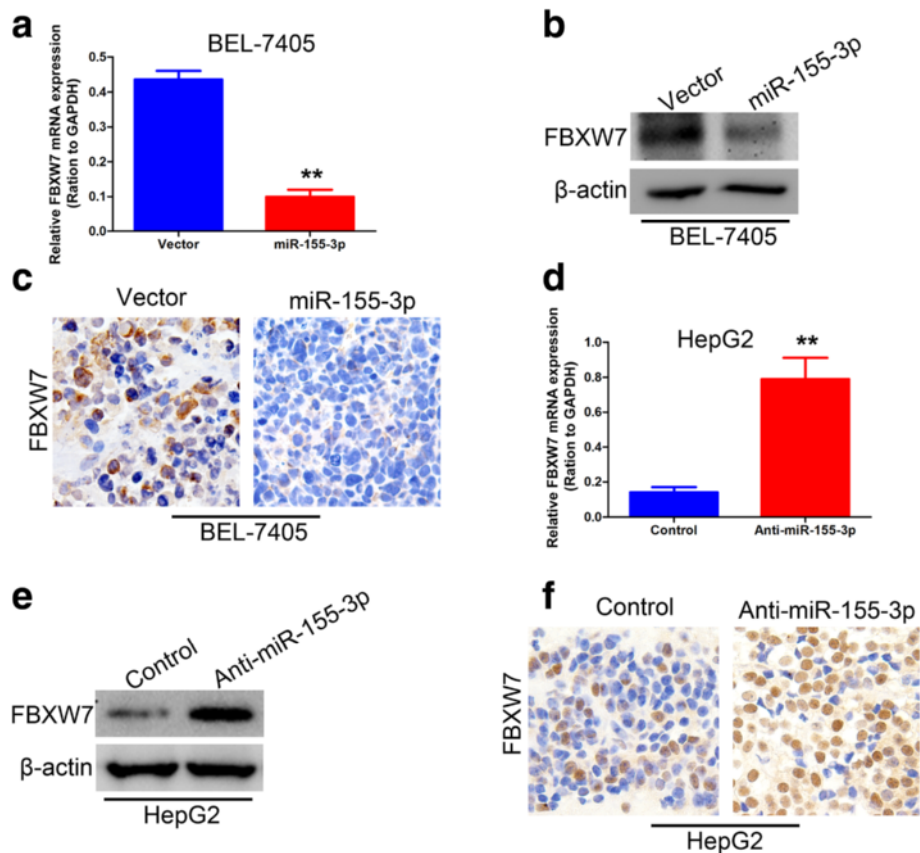 a
BEL-7405
Relative FBXW7 mRNA expression
(Ration to GAPDH)
0.5
0.4
0.3
0.2
0.1
0.0
**
Vector
miR-155-3p
b
Vector
miR-155-3p
FBXW7
β-actin
BEL-7405
c
Vector
miR-155-3p
FBXW7
BEL-7405
d
HepG2
Relative FBXW7 mRNA expression
(Ration to GAPDH)
1.0
0.8
0.6
0.4
0.2
0.0
**
Control
Anti-miR-155-3p
e
Control
Anti-miR-155-3p
FBXW7
β-actin
HepG2
f
Control
Anti-miR-155-3p
FBXW7
HepG2